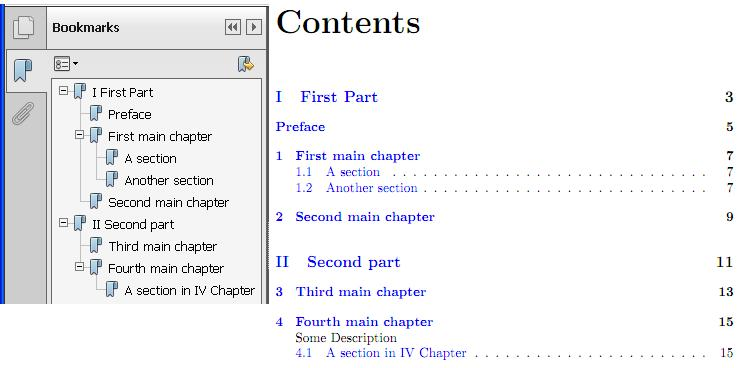 Bookmarks
I First Part
Preface
First main chapter
A section
Another section
Second main chapter
II Second part
Third main chapter
Fourth main chapter
A section in IV Chapter
Contents
I First Part 3
Preface 5
1 First main chapter 7
1.1 A section . . . . . . . . . . . . . . . . . . . . . . . . . . . . . . 7
1.2 Another section . . . . . . . . . . . . . . . . . . . . . . . . . . . 7
2 Second main chapter 9
II Second part 11
3 Third main chapter 13
4 Fourth main chapter 15
Some Description
4.1 A section in IV Chapter . . . . . . . . . . . . . . . . . . . . . . 15